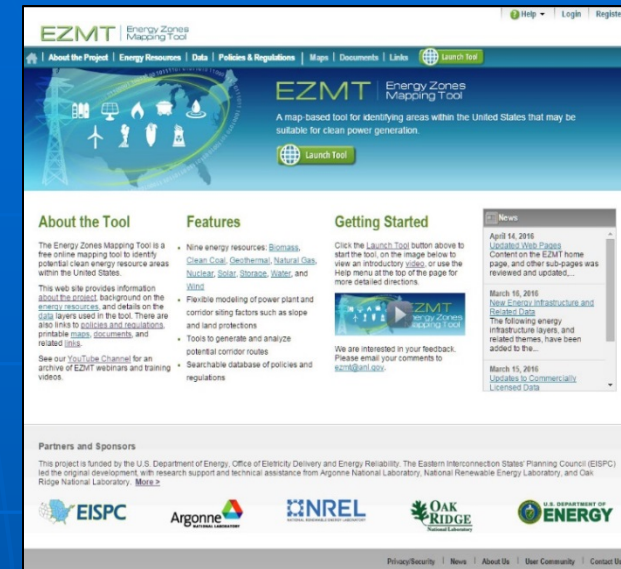 Help Login Register
EZMT Energy Zones
Mapping Tool
About the Project Energy Resources Data Policies & Regulations Maps Documents Links Launch Tool
EZMT Energy Zones
Mapping Tool
A map-based tool for identifying areas within the United States that may be
suitable for clean power generation.
Launch Tool
About the Tool
The Energy Zones Mapping Tool is a
free online mapping tool to identify
potential clean energy resource areas
within the United States.
This web site provides information
about the project, background on the
energy resources, and details on the
data layers used in the tool. There are
also links to policies and regulations,
printable maps, documents, and
related links.
See our YouTube Channel for an
archive of EZMT webinars and training
videos.
Features
• Nine energy resources: Biomass,
Clean Coal, Geothermal, Natural Gas,
Nuclear, Solar, Storage, Water, and
Wind
• Flexible modeling of power plant and
corridor siting factors such as slope
and land protections
• Tools to generate and analyze
potential corridor routes
• Searchable database of policies and
regulations
Getting Started
Click the Launch Tool button above to
start the tool, on the image below to
view an introductory video, or use the
Help menu at the top of the page for
more detailed directions.
EZMT
Energy Zones
Mapping Tool
We are interested in your feedback.
Please email your comments to
ezmt@anl.gov.
News
April 14, 2016
Updated Web Pages
Content on the EZMT home
page, and other sub-pages was
reviewed and updated,...
March 16, 2016
New Energy Infrastructure and
Related Data
The following energy
infrastructure layers, and
related themes, have been
added to the...
March 15, 2016
Updates to Commercially
Licensed Data
Partners and Sponsors
This project is funded by the U.S. Department of Energy, Office of Eletricity Delivery and Energy Reliability. The Eastern Interconnection States' Planning Council (EISPC)
led the original development, with research support and technical assistance from Argonne National Laboratory, National Renewable Energy Laboratory, and Oak
Ridge National Laboratory. More >
EISPC
Argonne
NATIONAL LABORATORY
NREL
NATIONAL RENEWABLE ENERGY LABORATORY
OAK
RIDGE
National Laboratory
U.S. DEPARTMENT OF
ENERGY
Privacy/Security News About Us User Community Contact Us